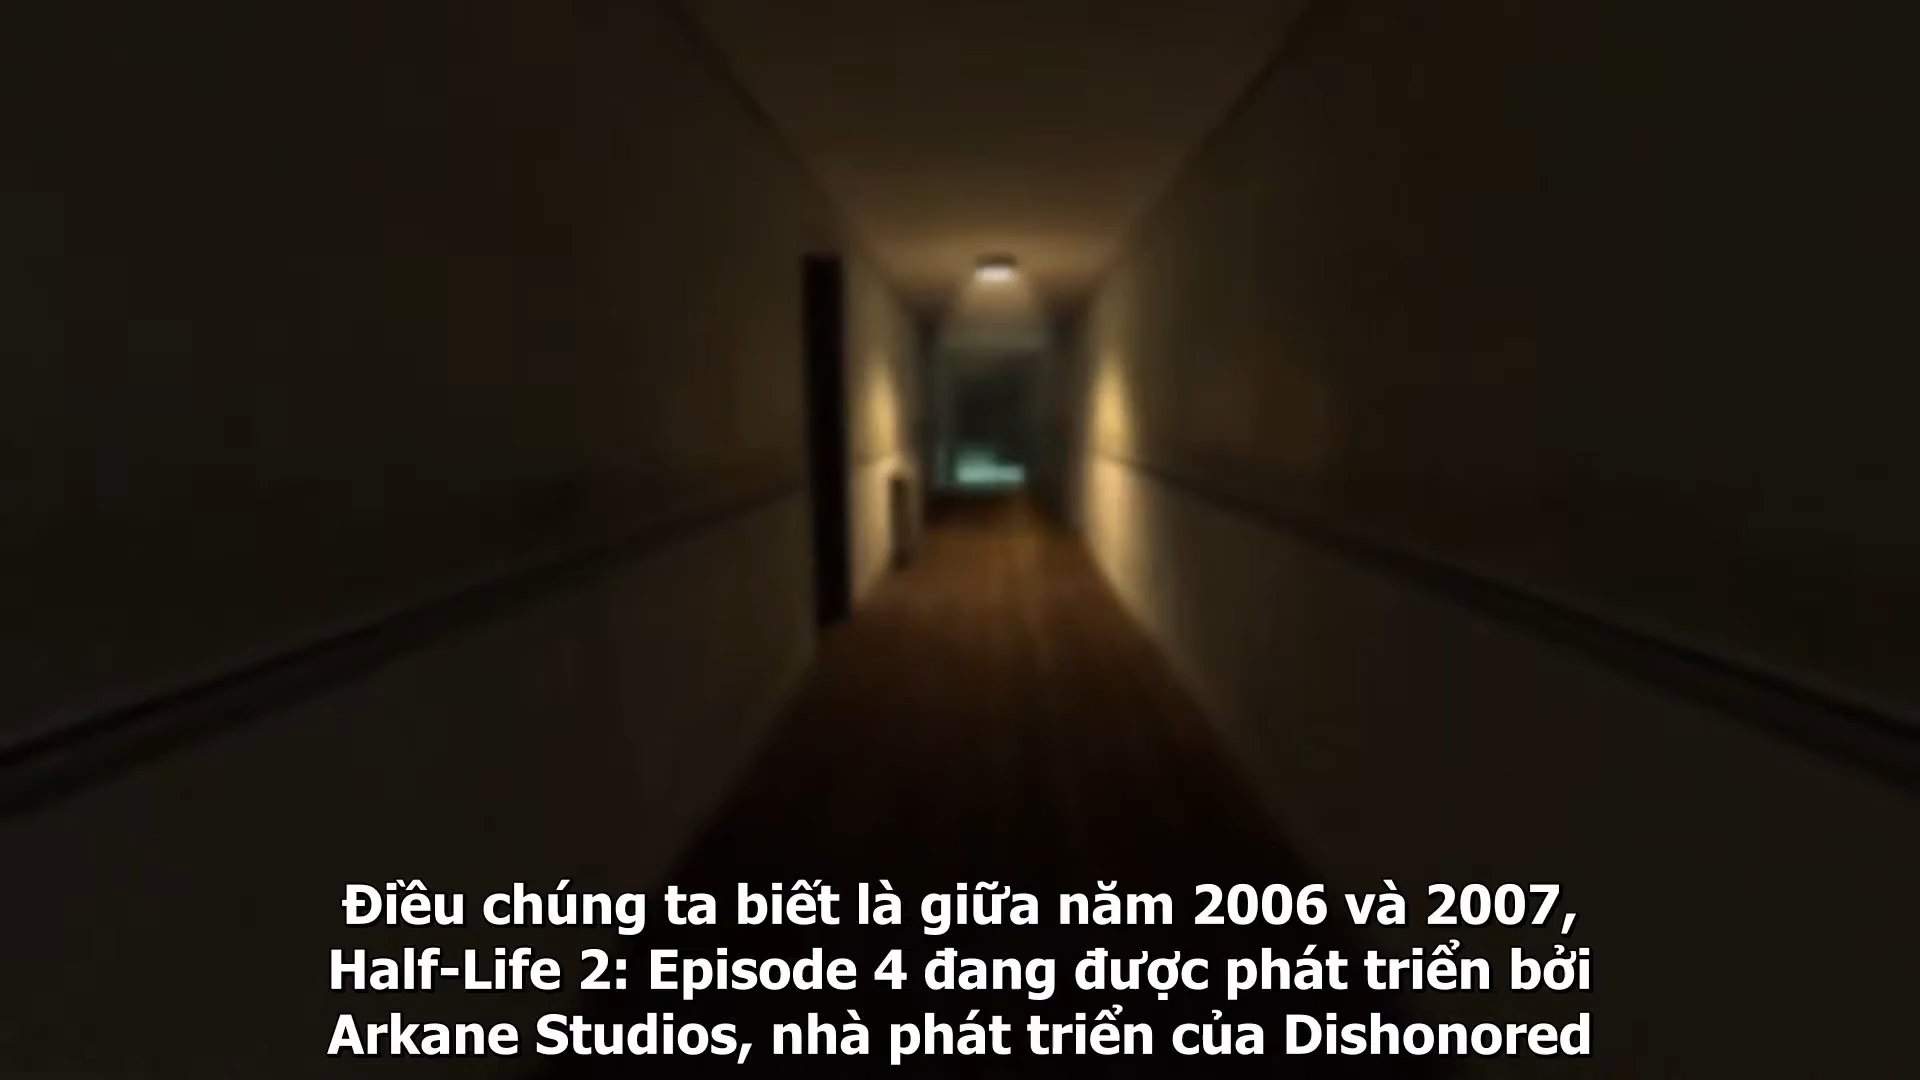 Điều chúng ta biết là giữa năm 2006 và 2007,
Half-Life 2: Episode 4 đang được phát triển bởi
Arkane Studios, nhà phát triển của Dishonored